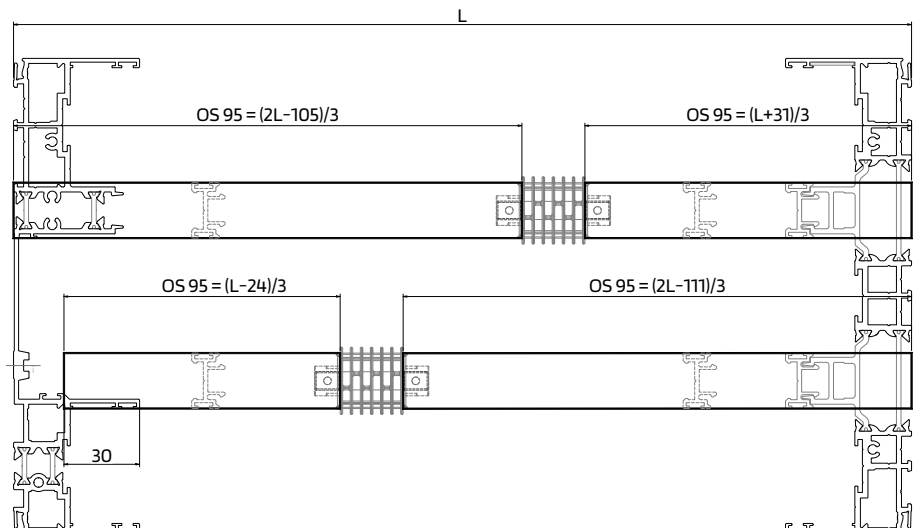 L
OS 95 = (2L-105)/3
OS 95 = (L+31)/3
OS 95 = (L-24)/3
OS 95 = (2L-111)/3
30